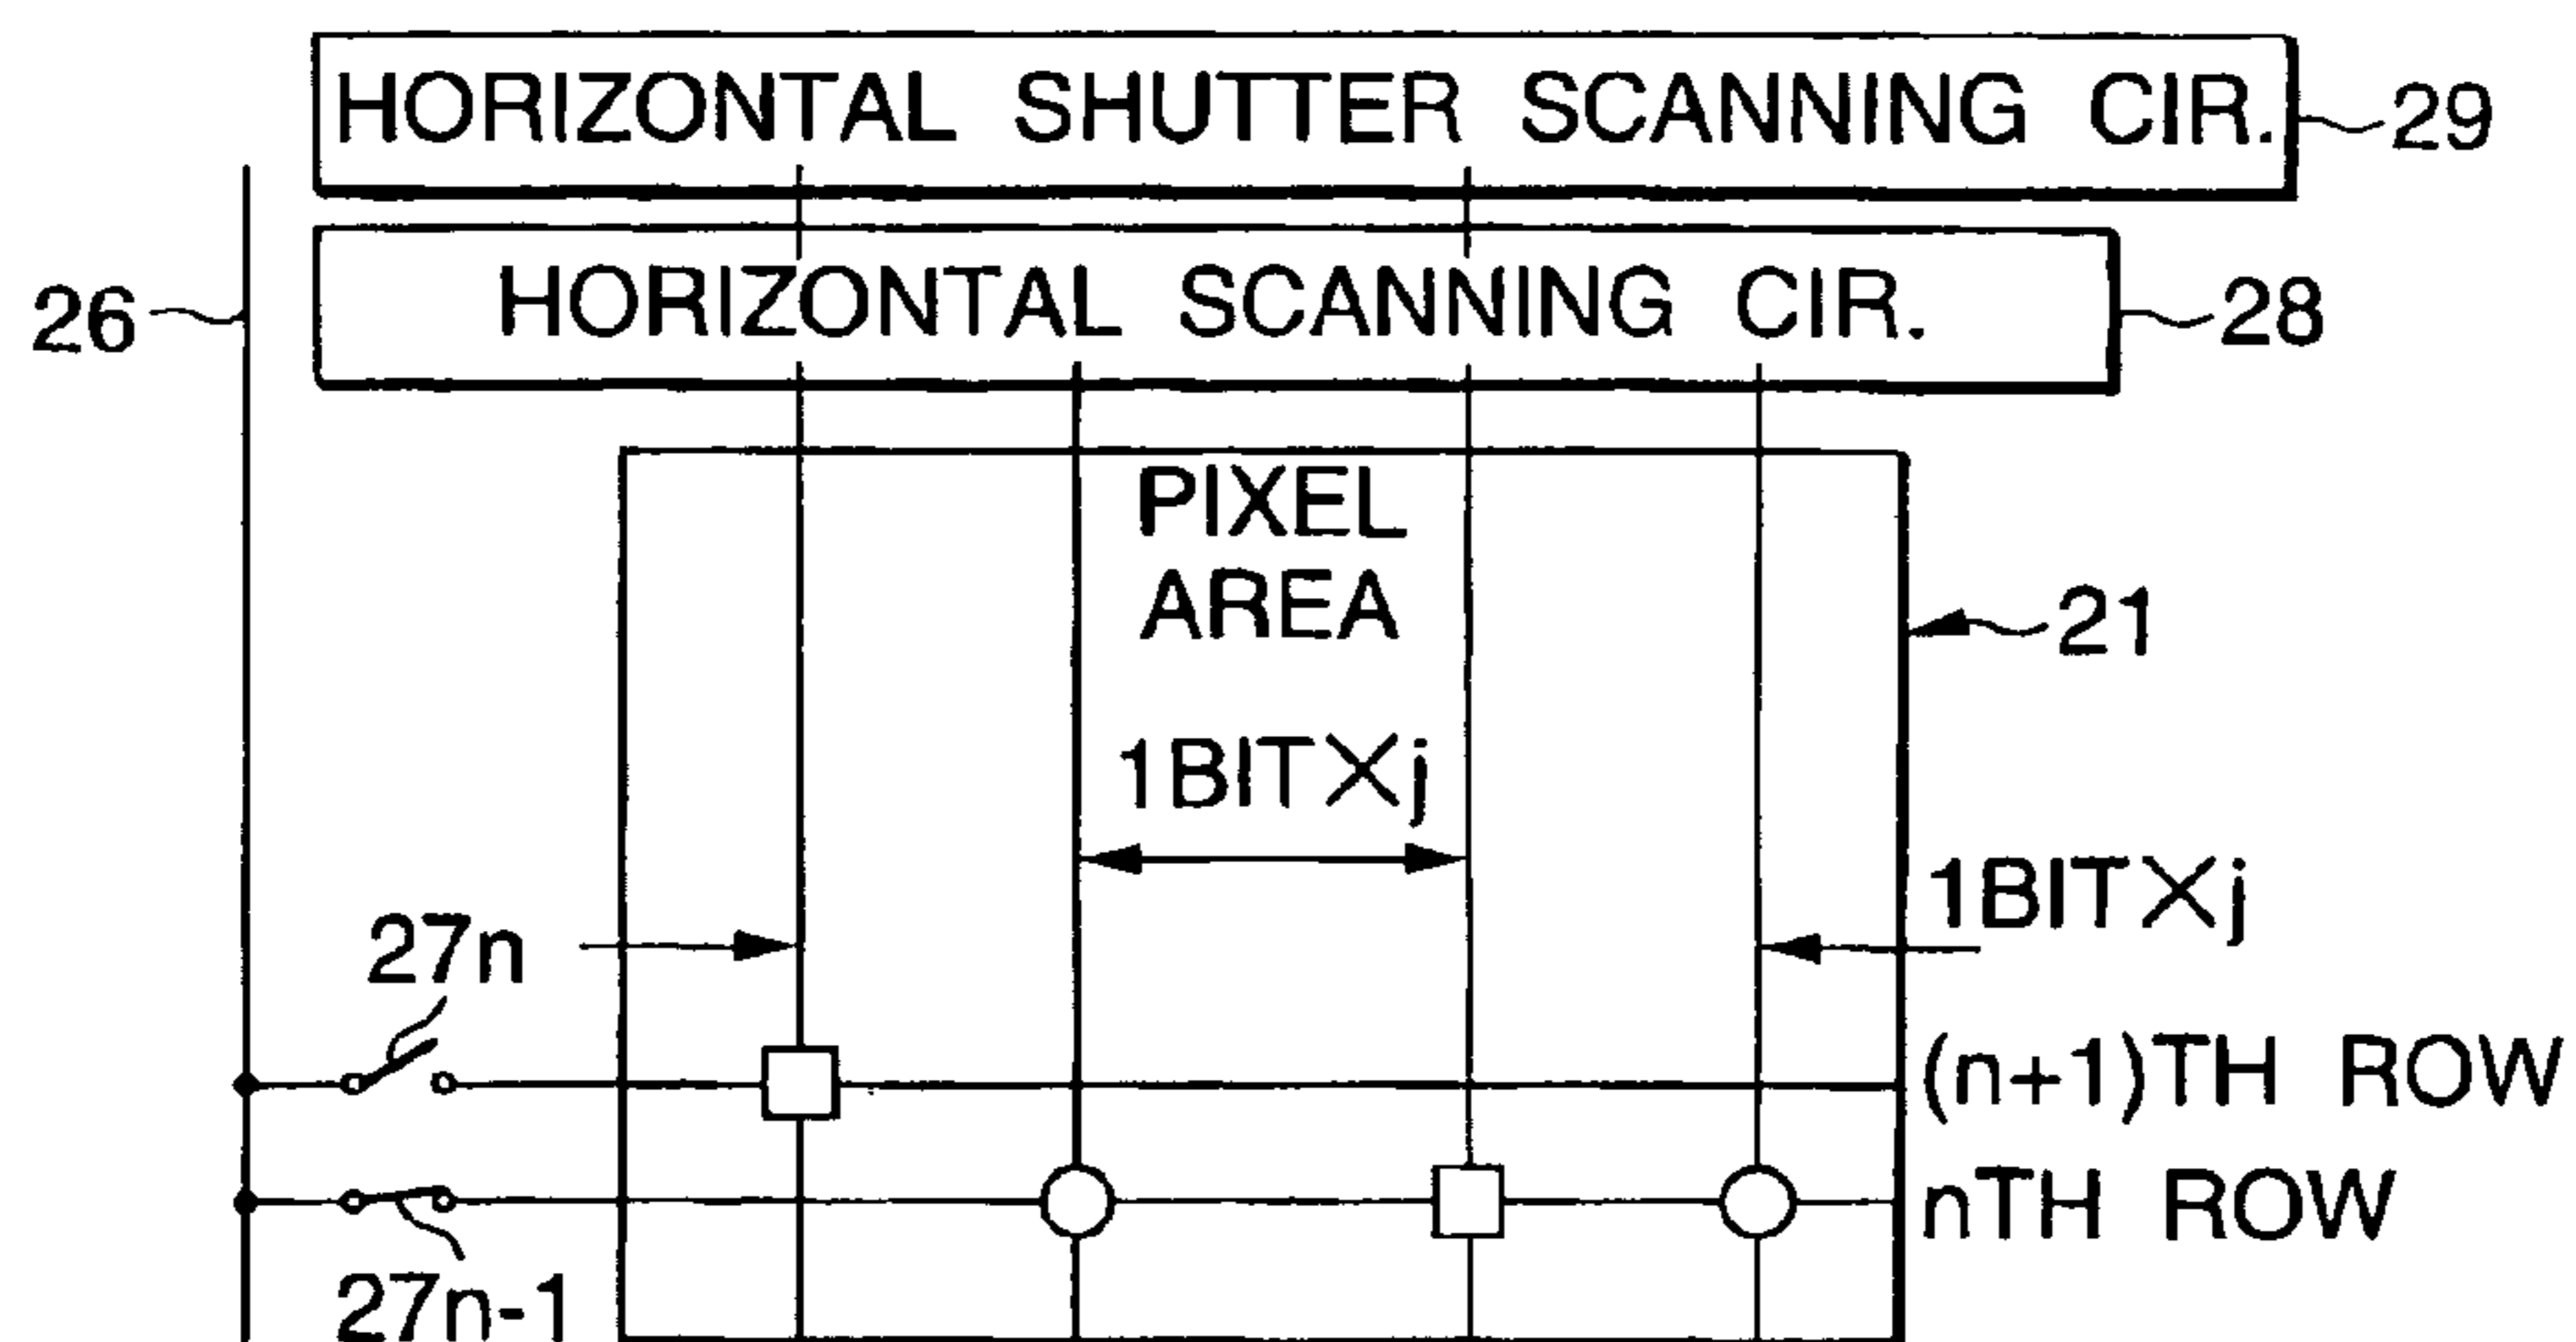 HORIZONTAL SHUTTER SCANNING CIR.
29
HORIZONTAL SCANNING CIR.
26
28
PIXEL
AREA
21
1BIT×j
1BIT×j
27n
(n+1)TH ROW
nTH ROW
27n-1